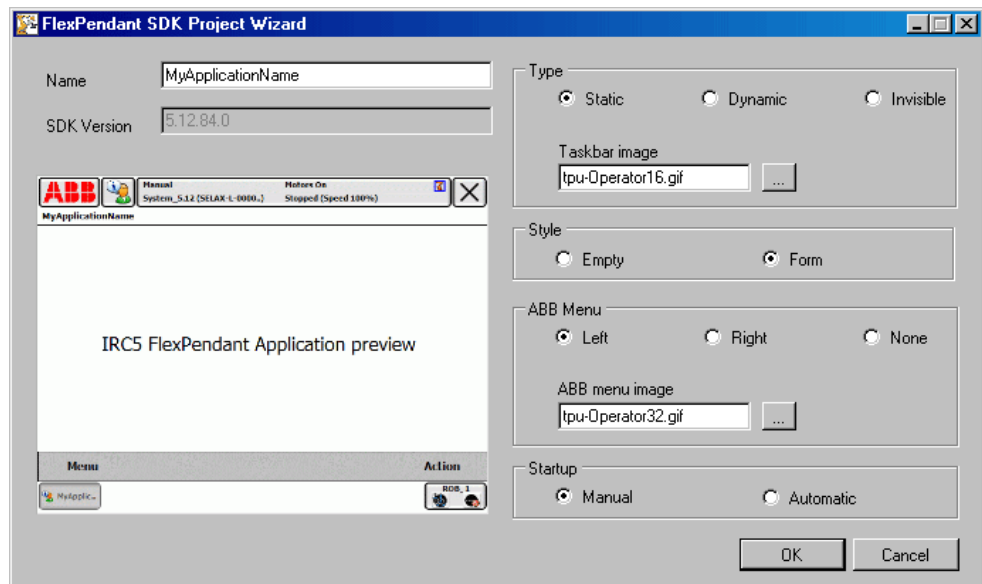 FlexPendant SDK Project Wizard
Name
MyApplicationName
SDK Version
5.12.84.0
ABB
Manual
Motors On
System_5.12 (SELAX-L-0000..)
Stopped (Speed 100%)
MyApplicationName
IRC5 FlexPendant Application preview
Menu
Action
MyApplic...
ROB_1
Type
Static
Dynamic
Invisible
Taskbar image
tpu-Operator16.gif
...
Style
Empty
Form
ABB Menu
Left
Right
None
ABB menu image
tpu-Operator32.gif
...
Startup
Manual
Automatic
OK
Cancel